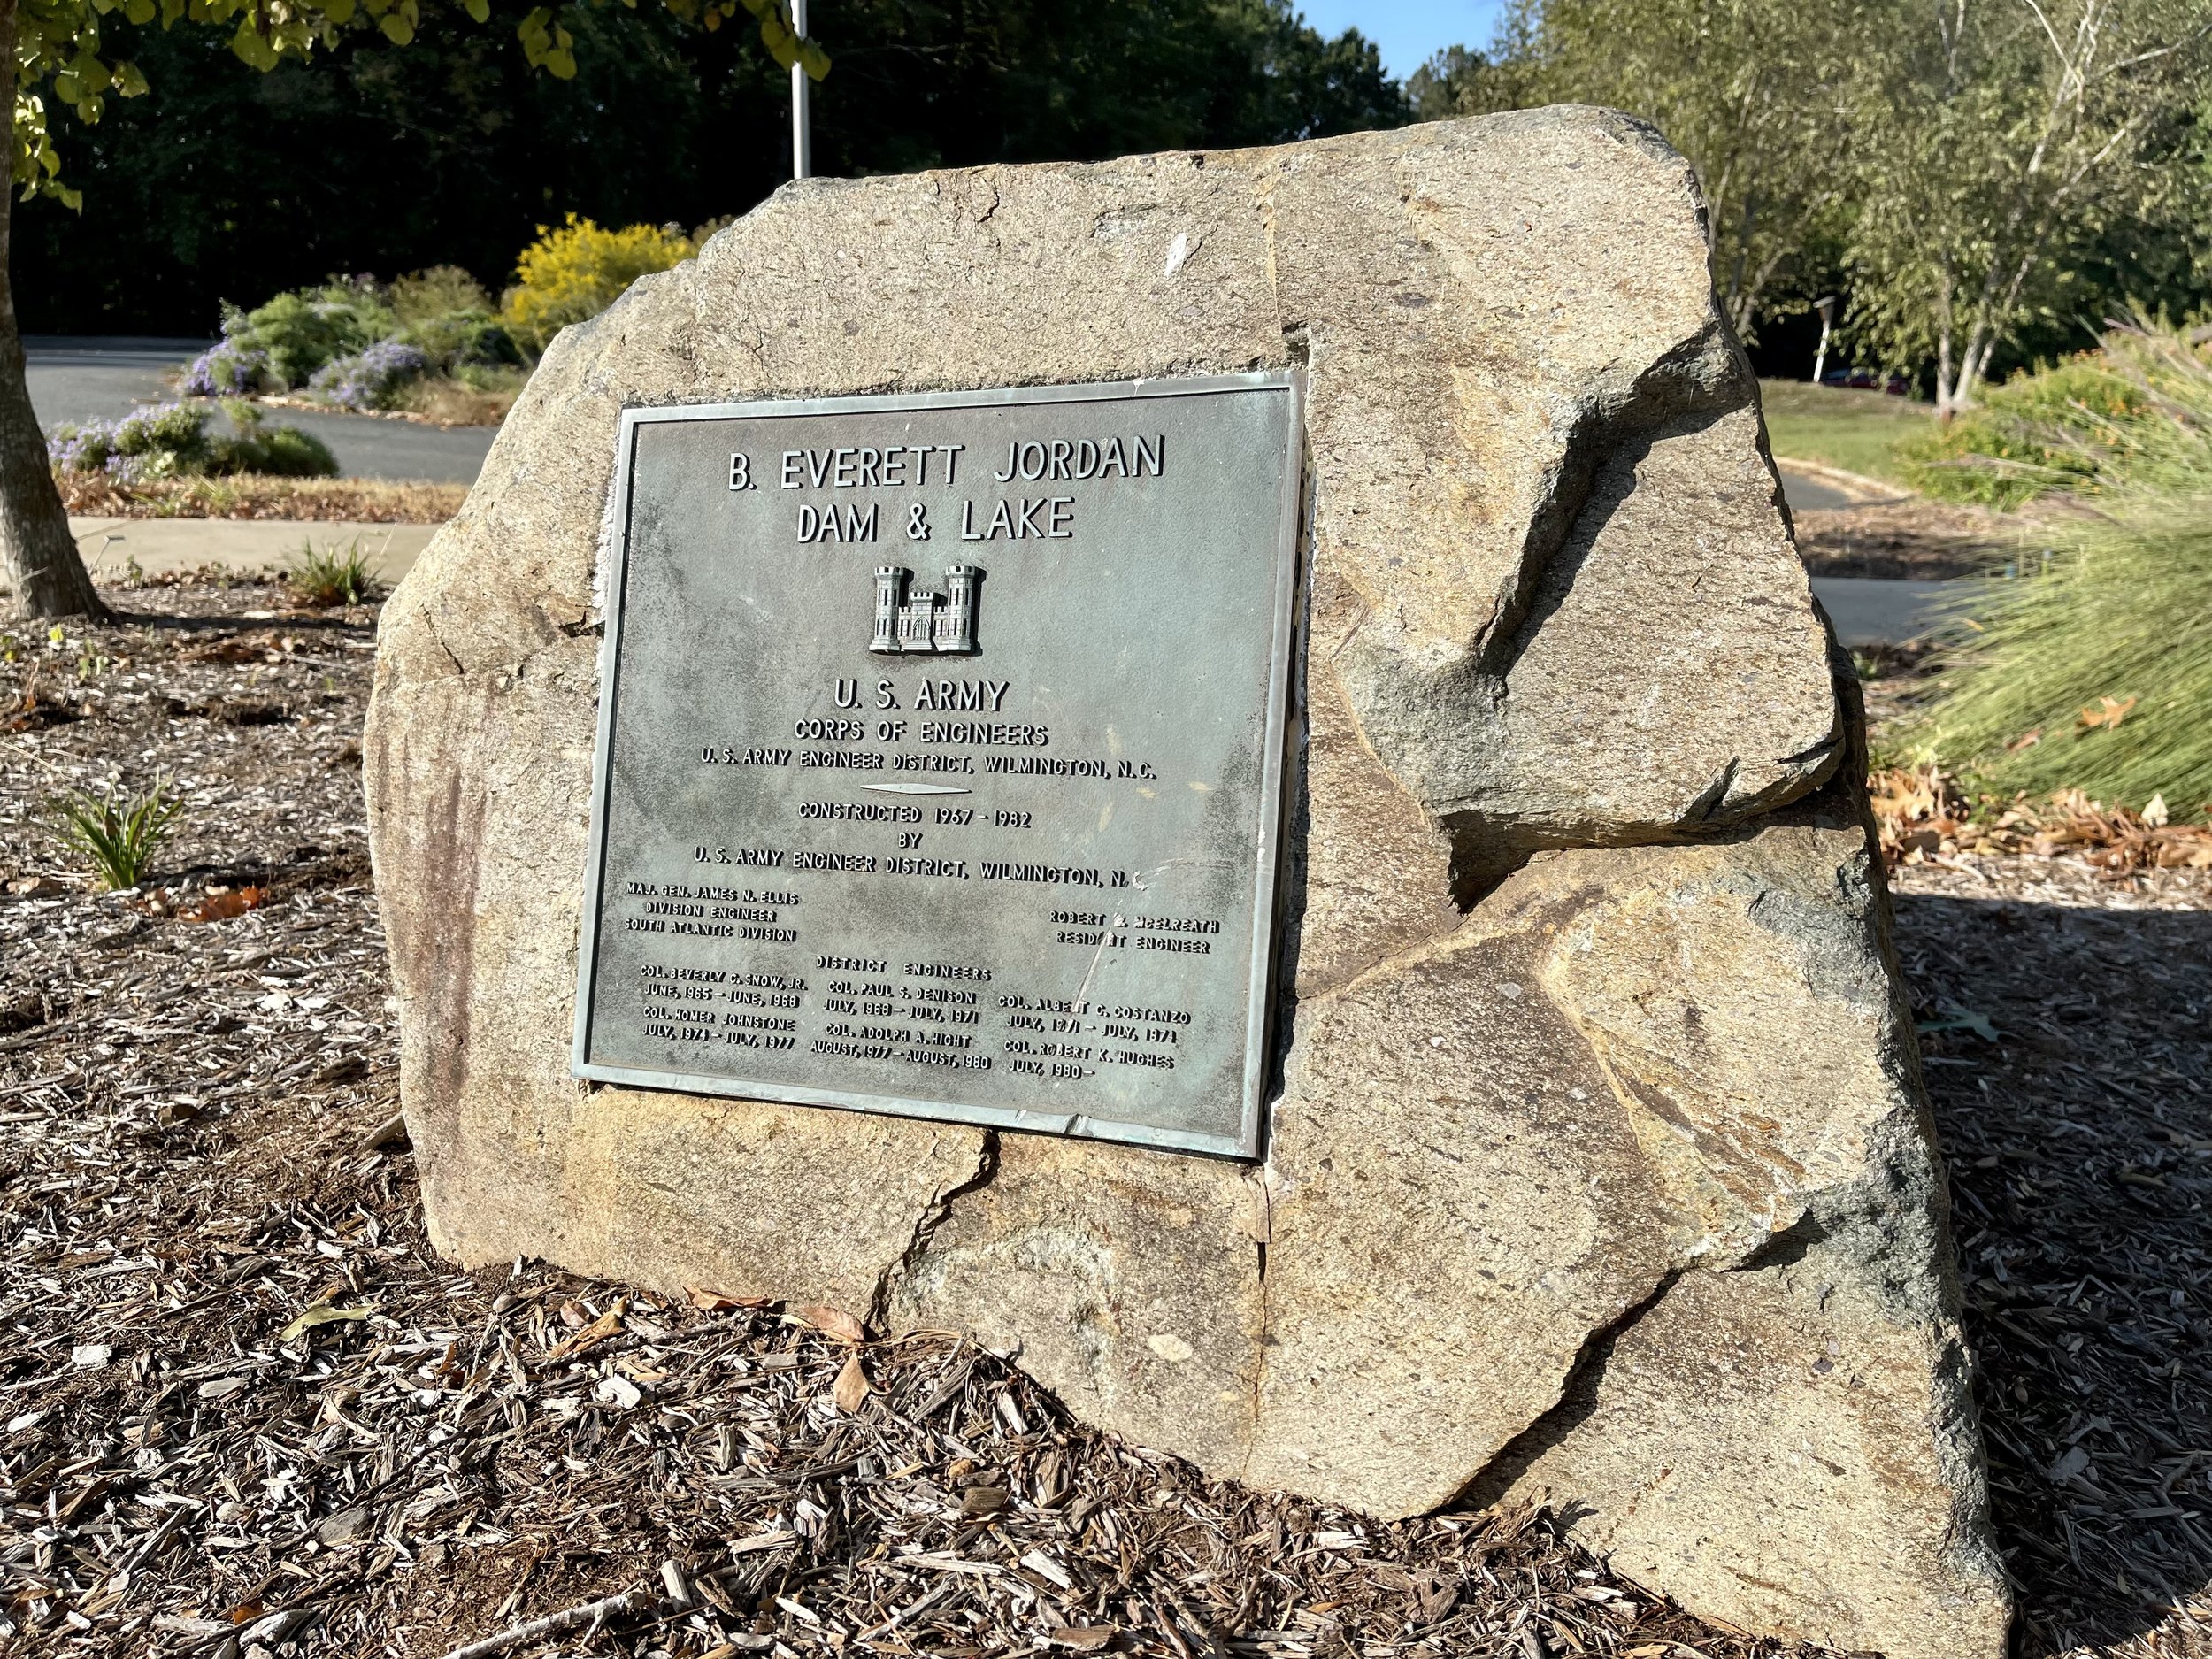 B. EVERETT JORDAN
DAM & LAKE
U. S. ARMY
CORPS OF ENGINEERS
U. S. ARMY ENGINEER DISTRICT, WILMINGTON, N. C.
CONSTRUCTED 1967 - 1982
BY
U. S. ARMY ENGINEER DISTRICT, WILMINGTON, N. C
MAJ. GEN. JAMES N. ELLIS
DIVISION ENGINEER
SOUTH ATLANTIC DIVISION
ROBERT MCELREATH
RESIDENT ENGINEER
DISTRICT ENGINEERS
COL. BEVERLY C. SNOW, JR.
JUNE, 1965 - JUNE, 1968
COL. PAUL S. DENISON
JULY, 1968 - JULY, 1971
COL. ALBERT C. COSTANZO
JULY, 1971 - JULY, 1974
COL. HOMER JOHNSTONE
JULY, 1974 - JULY, 1977
COL. ADOLPH A. HIGHT
AUGUST, 1977 - AUGUST, 1980
COL. ROBERT K. HUGHES
JULY, 1980 -